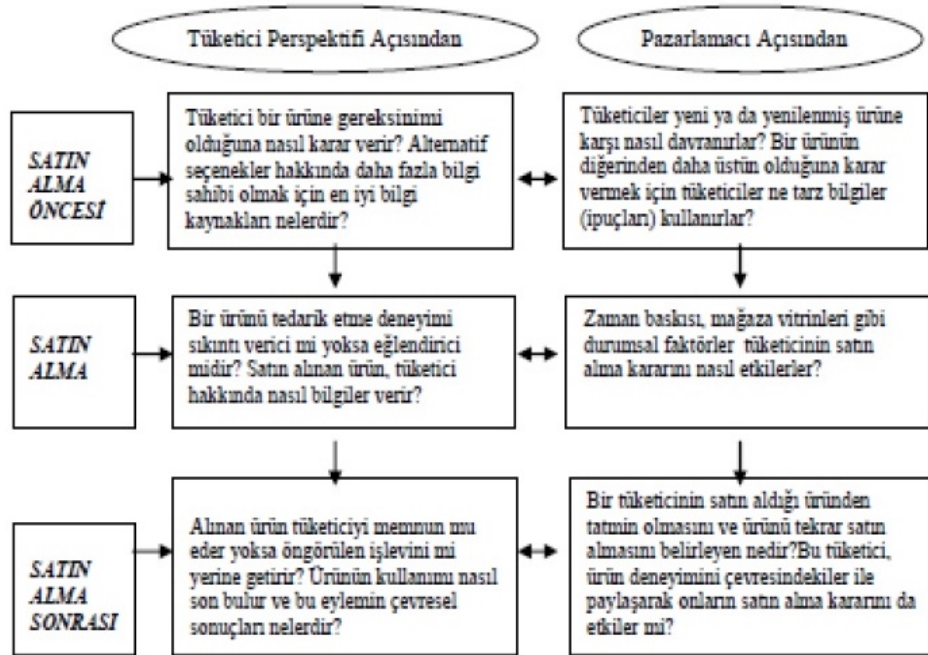 Tüketici Perspektifi Açısından
Pazarlamacı Açısından
SATIN
ALMA
ÖNCESİ
Tüketici bir ürüne gereksinimi
olduğuna nasıl karar verir? Alternatif
seçenekler hakkında daha fazla bilgi
sahibi olmak için en iyi bilgi
kaynakları nelerdir?
Tüketiciler yeni ya da yenilenmiş ürüne
karşı nasıl davranırlar? Bir ürünün
diğerinden daha üstün olduğuna karar
vermek için tüketiciler ne tarz bilgiler
(ipuçları) kullanırlar?
SATIN
ALMA
Bir ürünü tedarik etme deneyimi
sıkıntı verici mi yoksa eğlendirici
midir? Satın alınan ürün, tüketici
hakkında nasıl bilgiler verir?
Zaman baskısı, mağaza vitrinleri gibi
durumsal faktörler tüketicinin satın
alma kararını nasıl etkilerler?
SATIN
ALMA
SONRASI
Alınan ürün tüketiciyi memnun mu
eder yoksa öngörülen işlevini mi
yerine getirir? Ürünün kullanımı nasıl
son bulur ve bu eylemin çevresel
sonuçları nelerdir?
Bir tüketicinin satın aldığı üründen
tatmin olmasını ve ürünü tekrar satın
almasını belirleyen nedir?Bu tüketici,
ürün deneyimini çevresindekiler ile
paylaşarak onların satın alma kararını da
etkiler mi?